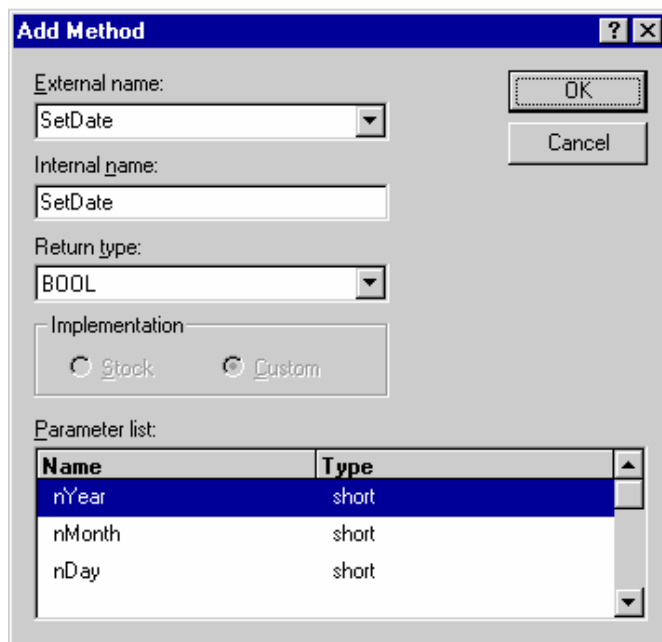 Add Method
External name:
OK
SetDate
Cancel
Internal name:
SetDate
Return type:
BOOL
Implementation
Stock
Custom
Parameter list:
Name Type
nYear short
nMonth short
nDay short